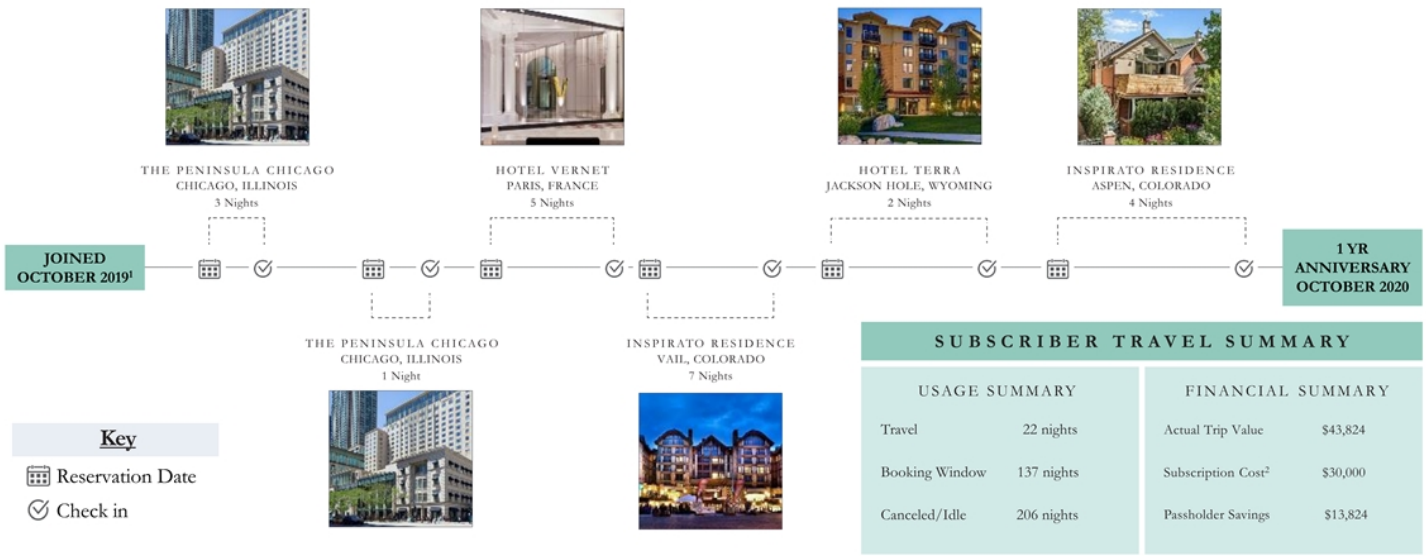 THE PENINSULA CHICAGO
CHICAGO, ILLINOIS
3 Nights
HOTEL VERNET
PARIS, FRANCE
5 Nights
HOTEL TERRA
JACKSON HOLE, WYOMING
2 Nights
INSPIRATO RESIDENCE
ASPEN, COLORADO
4 Nights
JOINED
OCTOBER 2019¹
1 YR
ANNIVERSARY
OCTOBER 2020
THE PENINSULA CHICAGO
CHICAGO, ILLINOIS
1 Night
INSPIRATO RESIDENCE
VAIL, COLORADO
7 Nights
Key
Reservation Date
Check in
SUBSCRIBER TRAVEL SUMMARY
USAGE SUMMARY
Travel 22 nights
Booking Window 137 nights
Canceled/Idle 206 nights
FINANCIAL SUMMARY
Actual Trip Value $43,824
Subscription Cost² $30,000
Passholder Savings $13,824